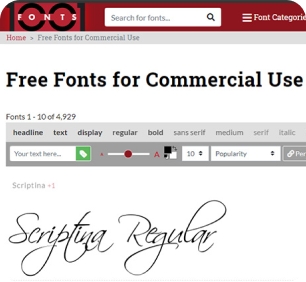 1001
FONTS
Search for fonts...
Font Categorie
Home > Free Fonts for Commercial Use
Free Fonts for Commercial Use
Fonts 1 - 10 of 4,929
headline text display regular bold sans serif medium serif italic
Your text here... A A 10 Popularity Per
Scriptina +1
Scriptina Regular